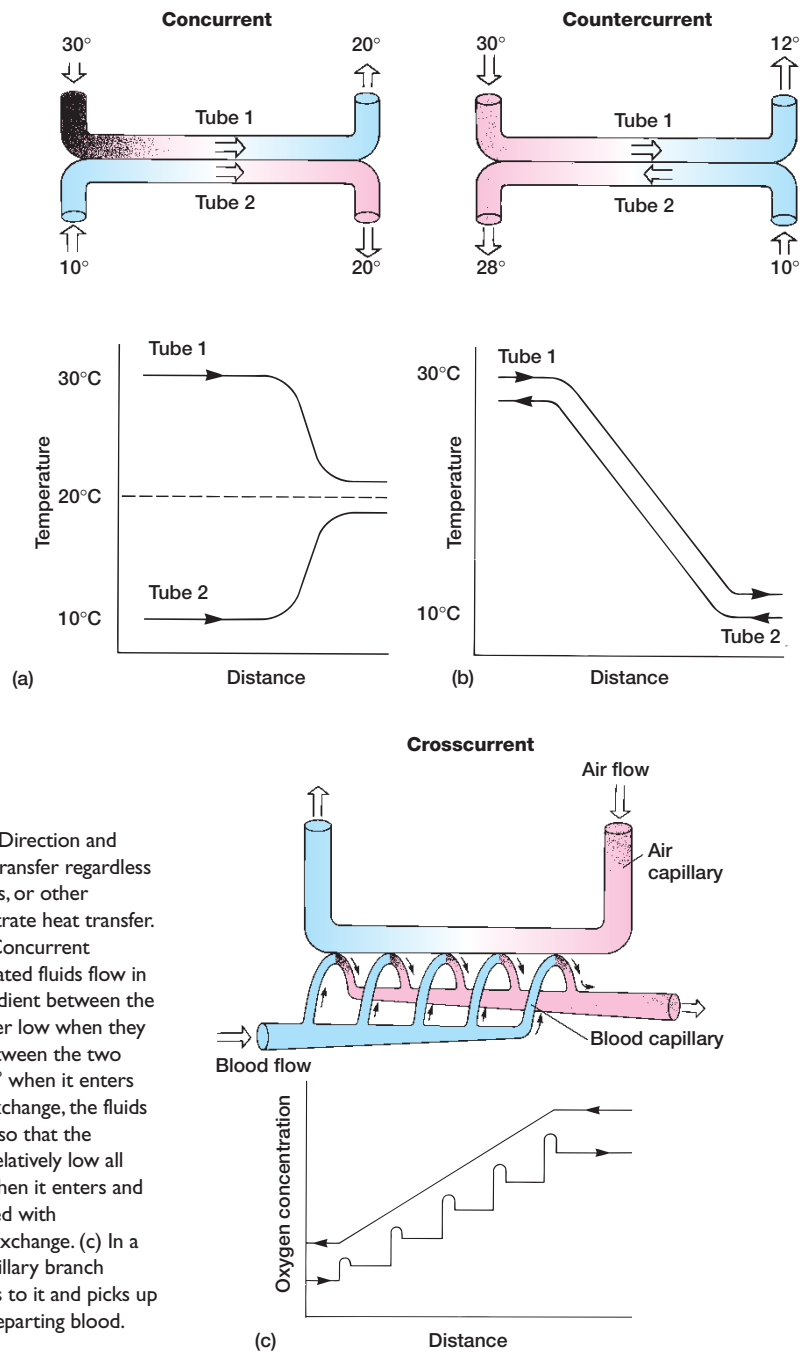 Concurrent
Countercurrent
30°
20°
30°
12°
Tube 1
Tube 1
Tube 2
Tube 2
10°
20°
28°
10°
Tube 1
30°C
20°C
Tube 2
10°C
Temperature
Distance
(a)
Tube 1
30°C
10°C
Tube 2
Temperature
Distance
(b)
Crosscurrent
Air flow
Air
capillary
Blood capillary
Blood flow
Oxygen concentration
Distance
(c)
Direction and
ransfer regardless
s, or other
trate heat transfer.
Concurrent
ated fluids flow in
dient between the
er low when they
etween the two
° when it enters
xchange, the fluids
so that the
elatively low all
hen it enters and
ed with
xchange. (c) In a
illary branch
s to it and picks up
eparting blood.